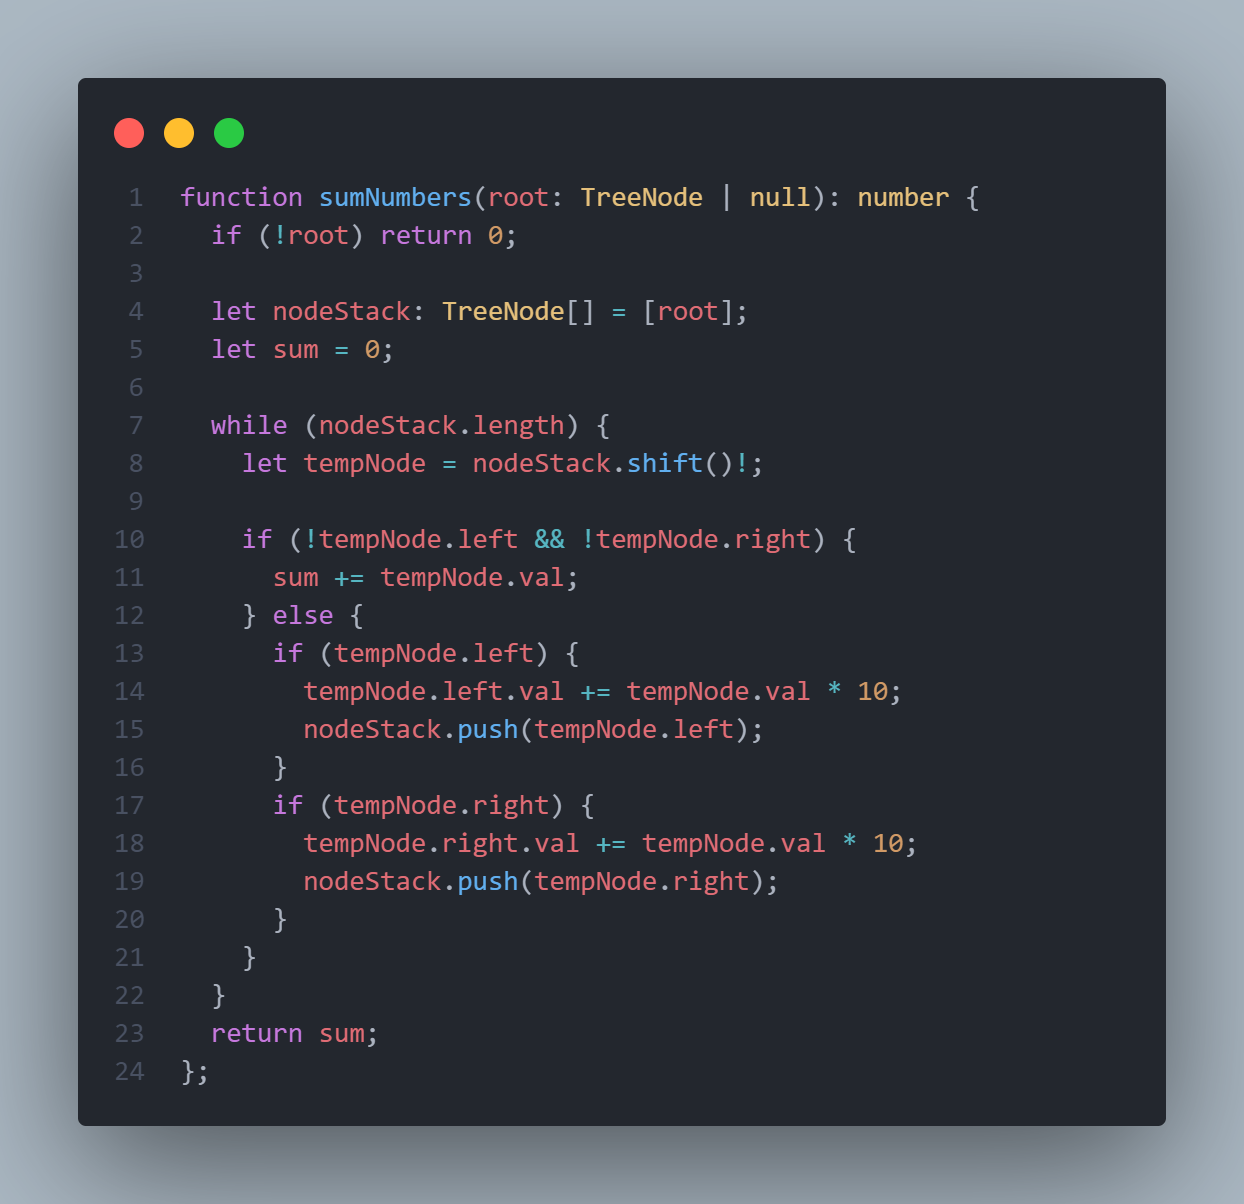 1 function sumNumbers(root: TreeNode | null): number {
2   if (!root) return 0;
3
4   let nodeStack: TreeNode[] = [root];
5   let sum = 0;
6
7   while (nodeStack.length) {
8     let tempNode = nodeStack.shift()!;
9
10     if (!tempNode.left && !tempNode.right) {
11       sum += tempNode.val;
12     } else {
13       if (tempNode.left) {
14         tempNode.left.val += tempNode.val * 10;
15         nodeStack.push(tempNode.left);
16       }
17       if (tempNode.right) {
18         tempNode.right.val += tempNode.val * 10;
19         nodeStack.push(tempNode.right);
20       }
21     }
22   }
23   return sum;
24 };